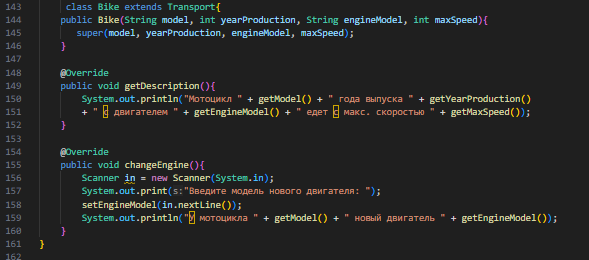 143 class Bike extends Transport{
144 public Bike(String model, int yearProduction, String engineModel, int maxSpeed){
145 super(model, yearProduction, engineModel, maxSpeed);
146 }
147
148 @Override
149 public void getDescription(){
150 System.out.println("Мотоцикл " + getModel() + " года выпуска " + getYearProduction()
151 + " с двигателем " + getEngineModel() + " едет с макс. скоростью " + getMaxSpeed());
152 }
153
154 @Override
155 public void changeEngine(){
156 Scanner in = new Scanner(System.in);
157 System.out.print(s:"Введите модель нового двигателя: ");
158 setEngineModel(in.nextLine());
159 System.out.println("У мотоцикла " + getModel() + " новый двигатель " + getEngineModel());
160 }
161 }
162